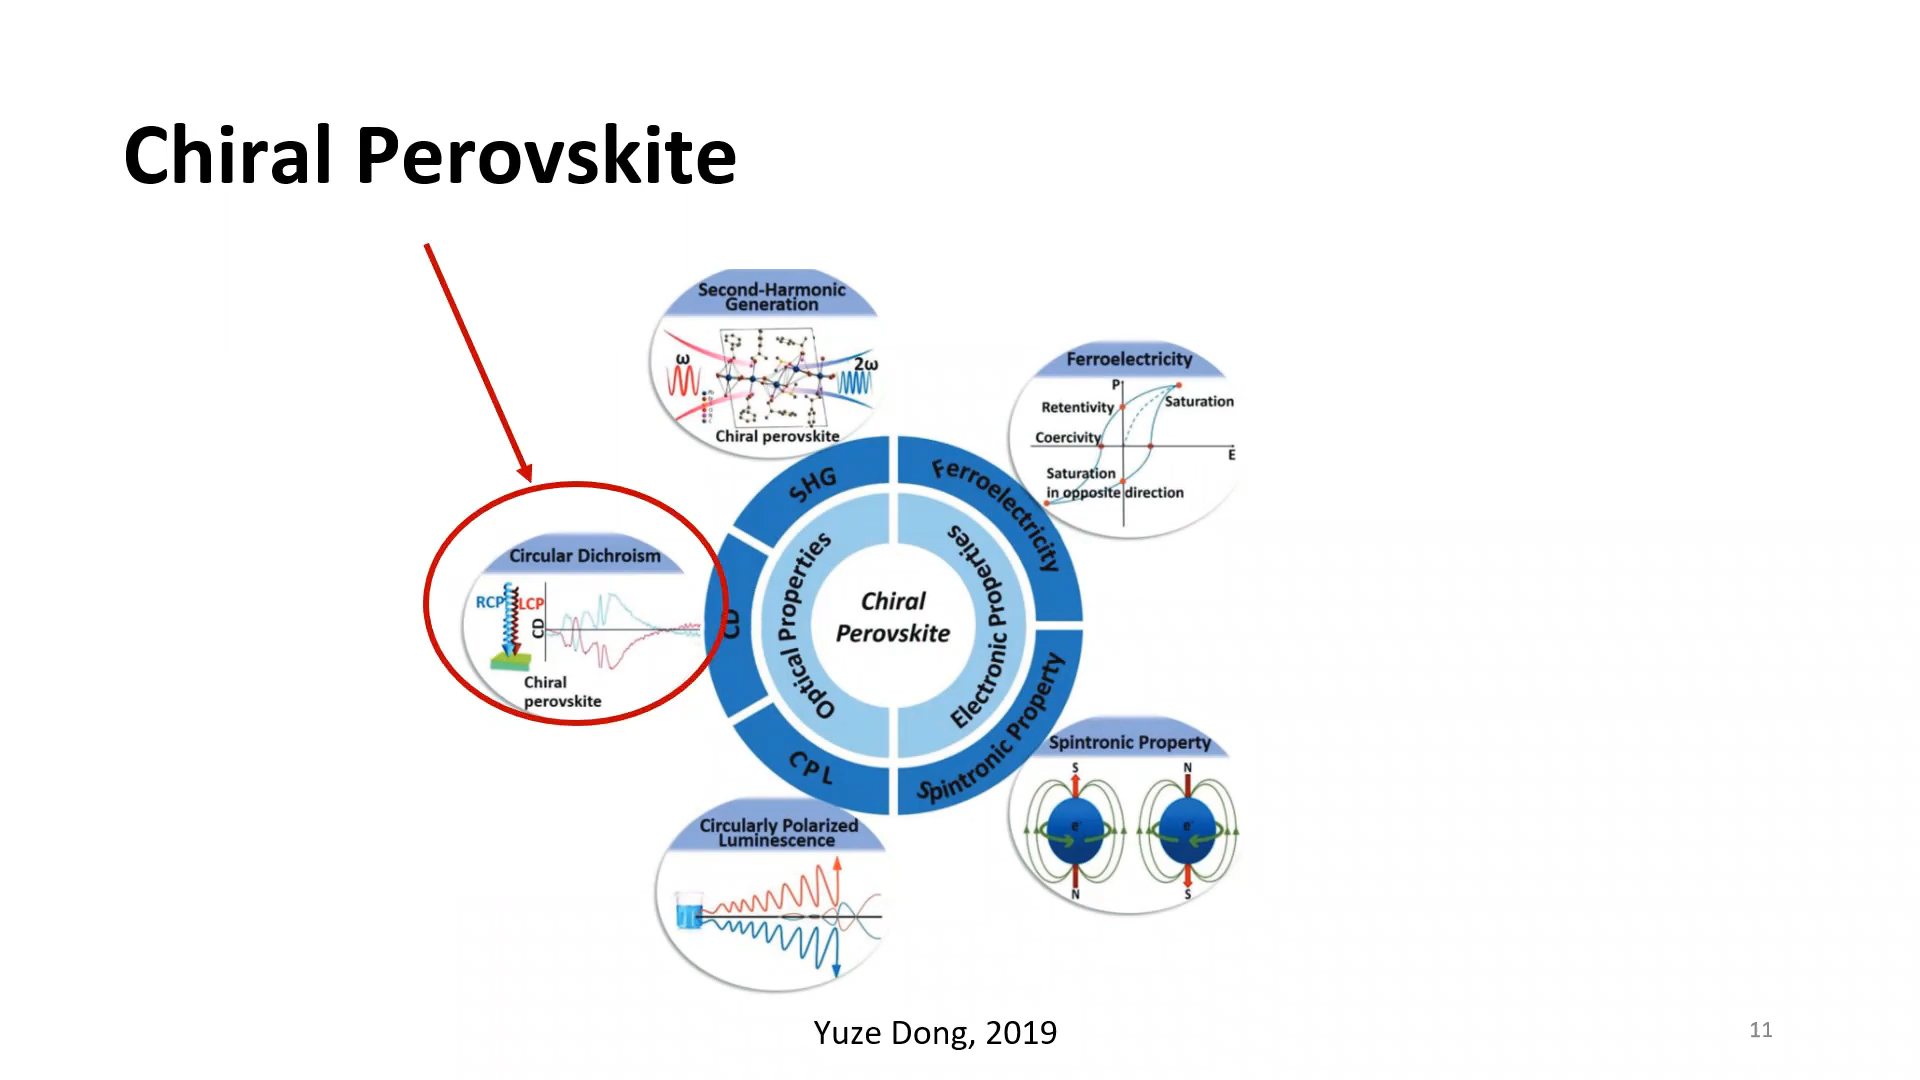 Chiral Perovskite
Second-Harmonic
Generation
ω
2ω
Chiral perovskite
Ferroelectricity
P
Retentivity
Saturation
Coercivity
E
Saturation
in opposite direction
Circular Dichroism
RCP
LCP
CD
Chiral
perovskite
SHG
CD
CPL
Optical Properties
Chiral
Perovskite
Electronic Properties
Ferroelectricity
Spintronic Property
Spintronic Property
S
N
e-
e-
N
S
Circularly Polarized
Luminescence
Yuze Dong, 2019
11